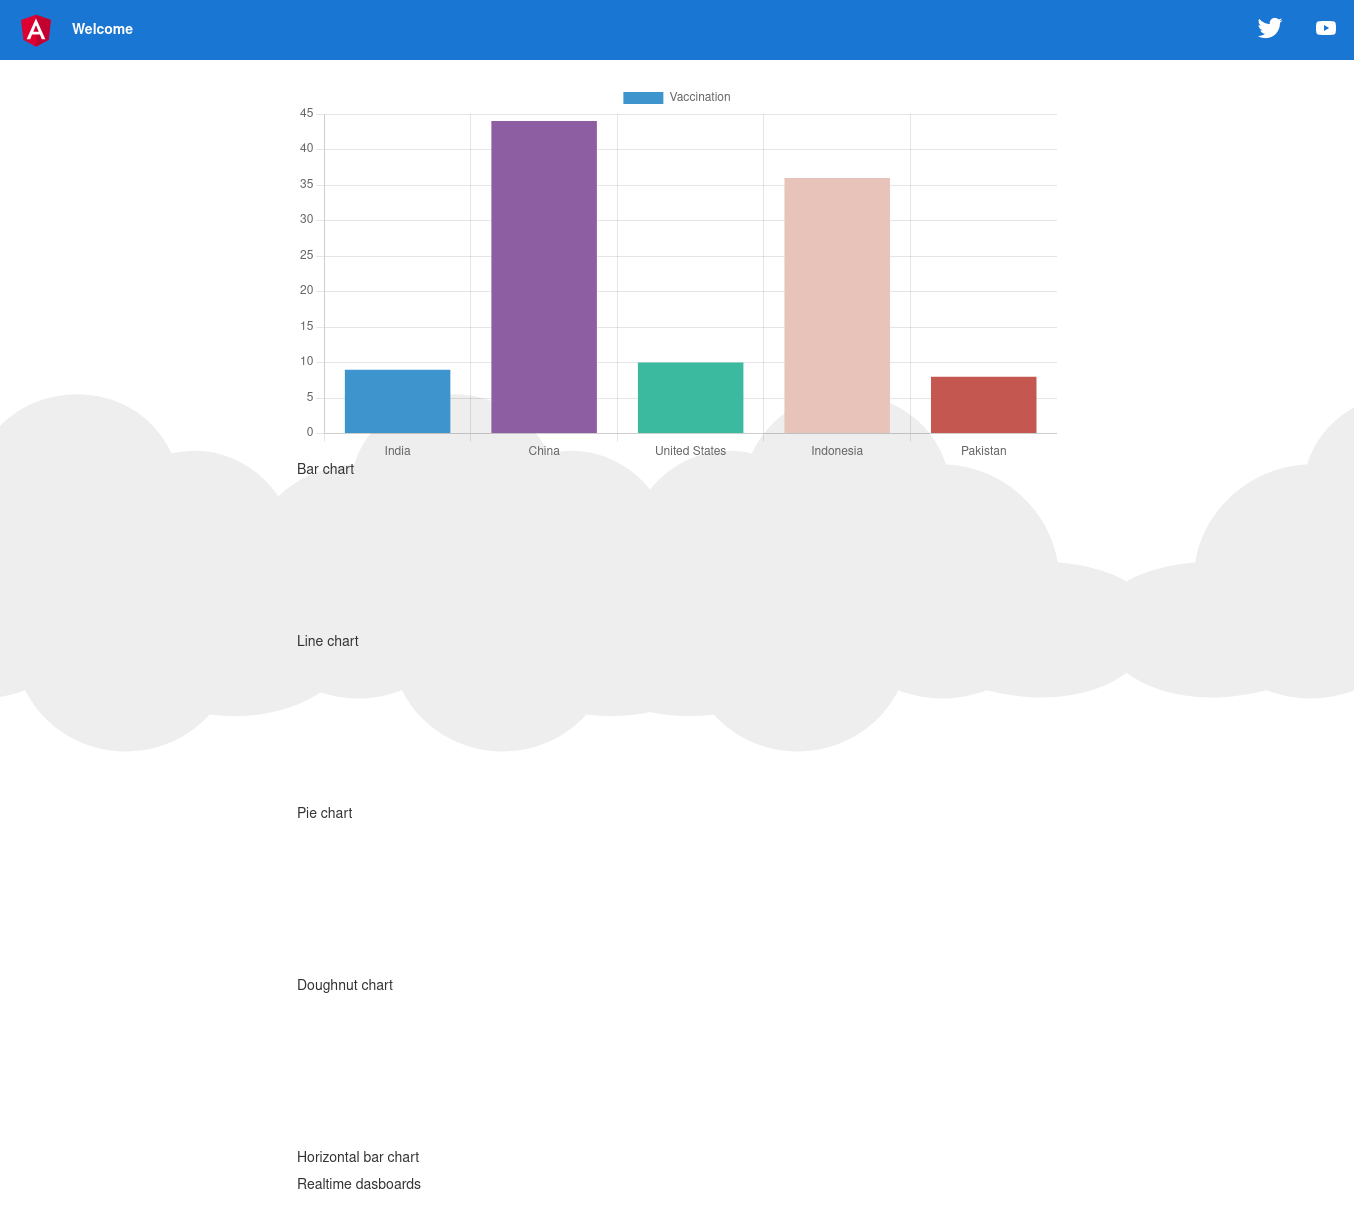 Welcome
Vaccination
45
40
35
30
25
20
15
10
5
0
India China United States Indonesia Pakistan
Bar chart
Line chart
Pie chart
Doughnut chart
Horizontal bar chart
Realtime dasboards